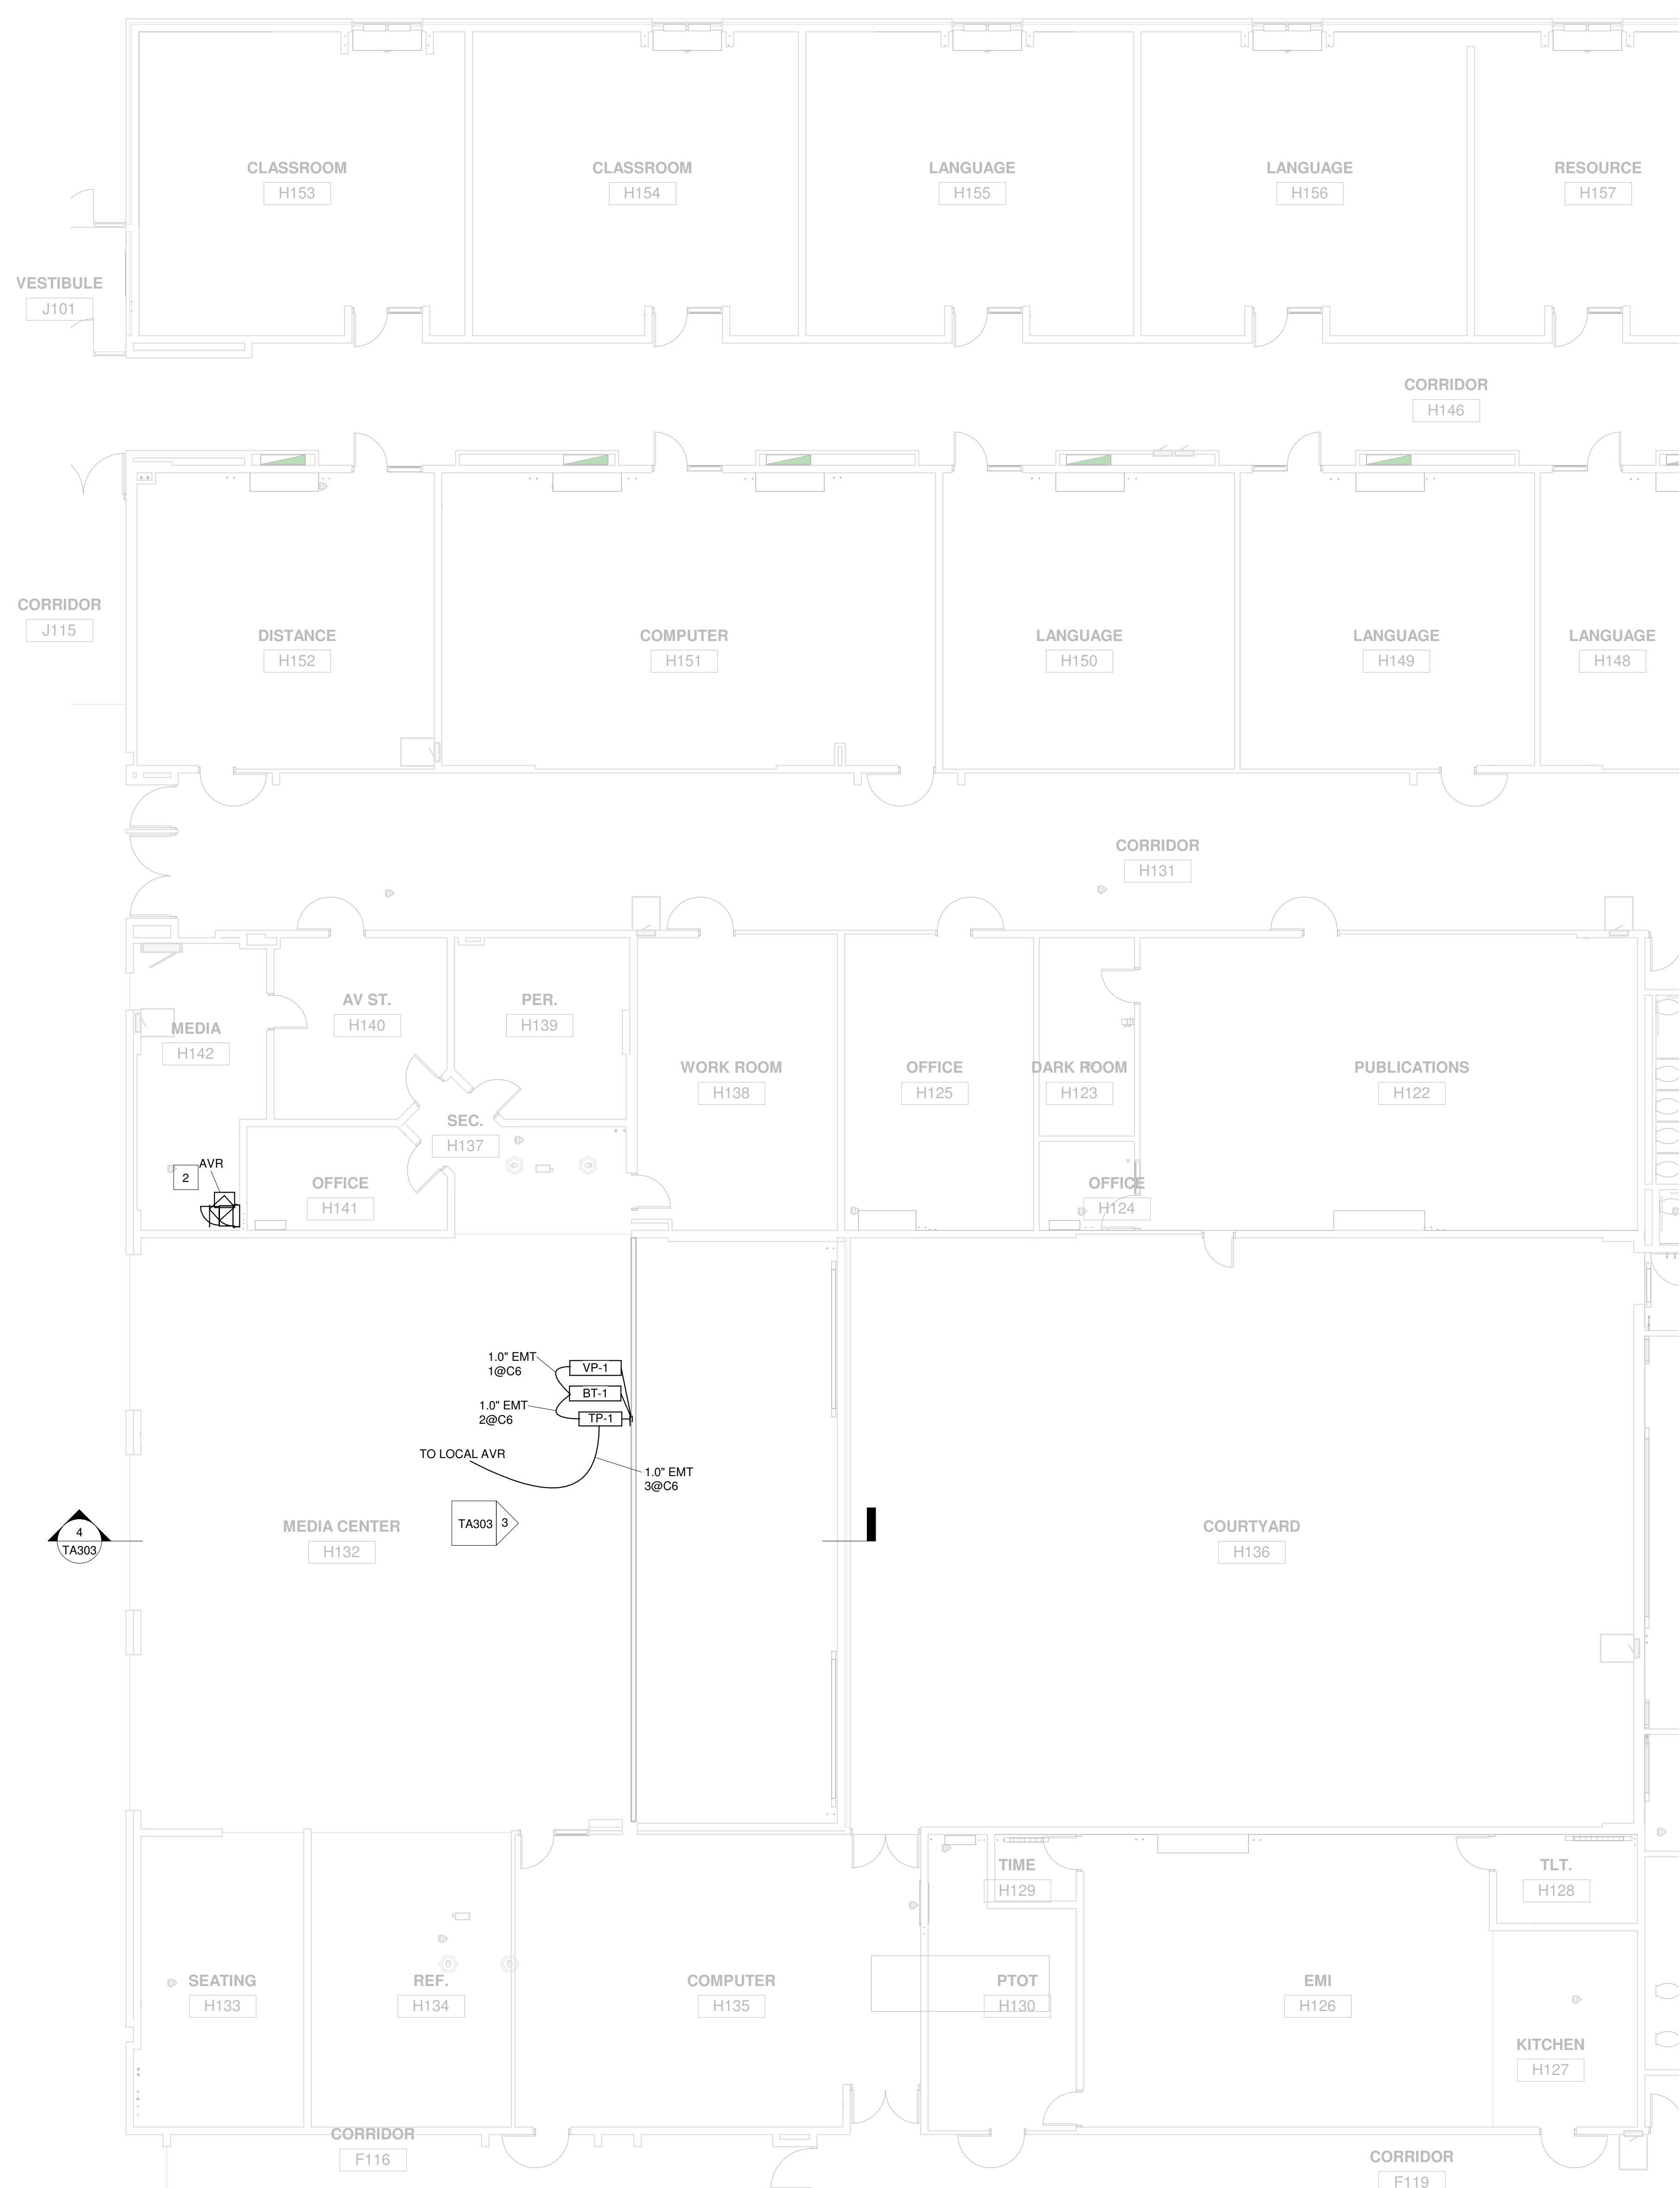 CLASSROOM
H153
CLASSROOM
H154
LANGUAGE
H155
LANGUAGE
H156
RESOURCE
H157
VESTIBULE
J101
CORRIDOR
H146
CORRIDOR
J115
DISTANCE
H152
COMPUTER
H151
LANGUAGE
H150
LANGUAGE
H149
LANGUAGE
H148
CORRIDOR
H131
MEDIA
H142
AV ST.
H140
PER.
H139
WORK ROOM
H138
OFFICE
H125
DARK ROOM
H123
PUBLICATIONS
H122
SEC.
H137
AVR
2
OFFICE
H141
OFFICE
H124
1.0" EMT
1@C6
VP-1
BT-1
1.0" EMT
2@C6
TP-1
TO LOCAL AVR
1.0" EMT
3@C6
4
TA303
MEDIA CENTER
H132
TA303
3
COURTYARD
H136
TIME
H129
TLT.
H128
SEATING
H133
REF.
H134
COMPUTER
H135
PTOT
H130
EMI
H126
KITCHEN
H127
CORRIDOR
F116
CORRIDOR
F119